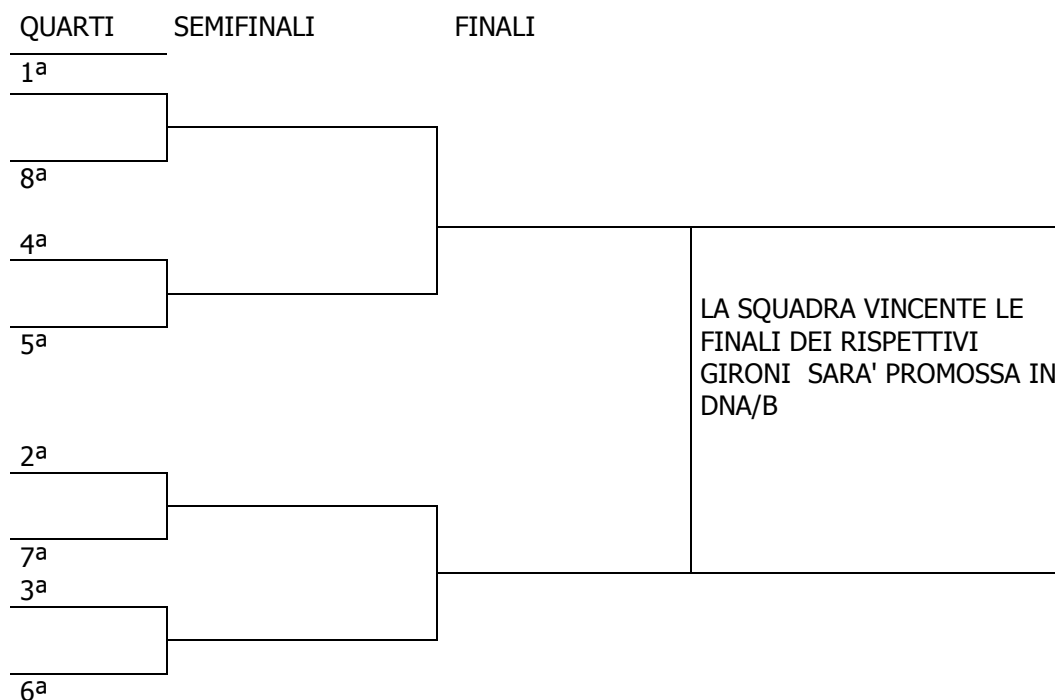 QUARTI SEMIFINALI FINALI
1ª
8ª
4ª
5ª
LA SQUADRA VINCENTE LE
FINALI DEI RISPETTIVI
GIRONI SARA' PROMOSSA IN
DNA/B
2ª
7ª
3ª
6ª